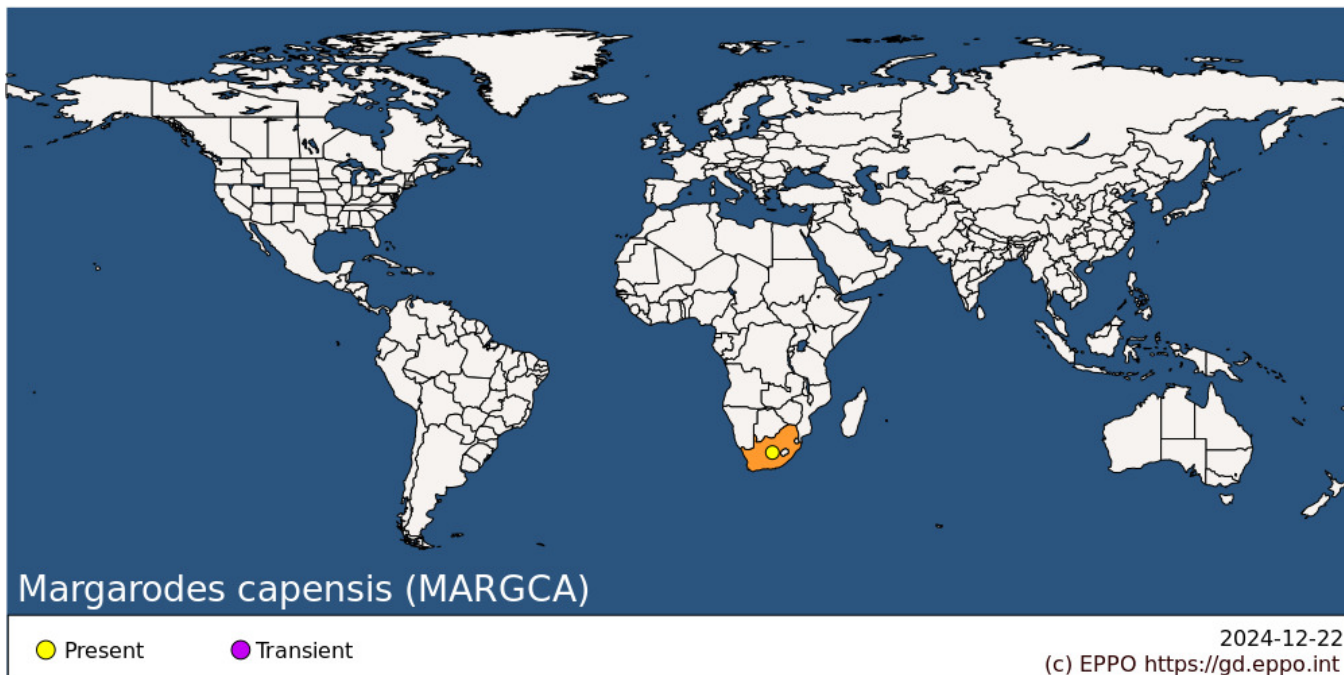 Margarodes capensis (MARGCA)
Present
Transient
2024-12-22
(c) EPPO https://gd.eppo.int